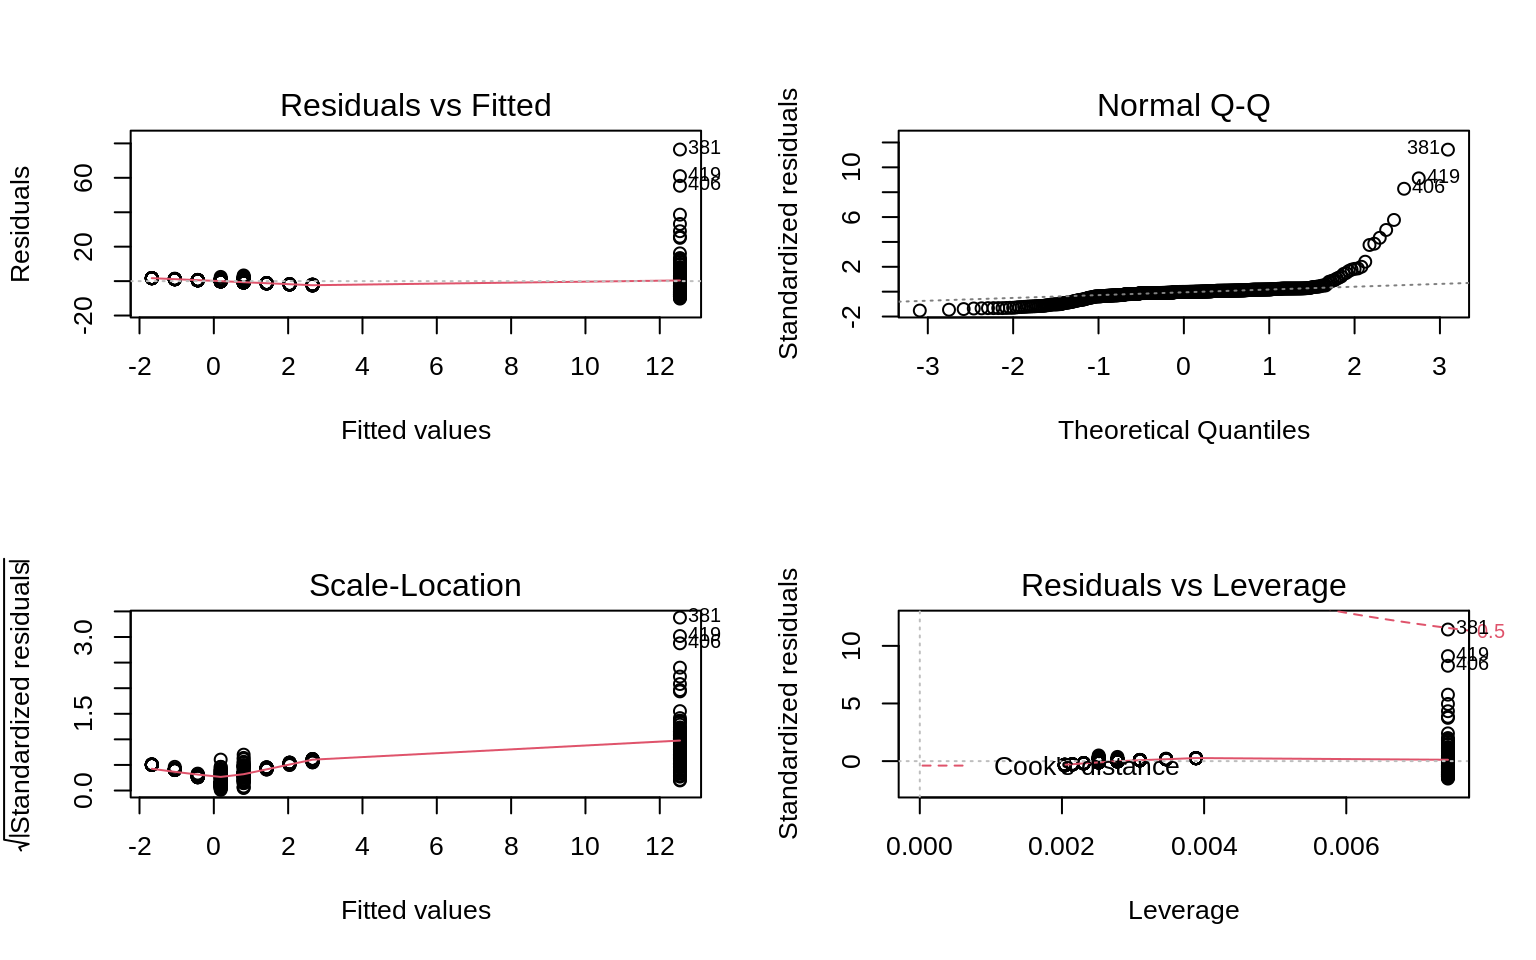 Residuals vs Fitted
Residuals
-20 20 60
381
419
406
-2 0 2 4 6 8 10 12
Fitted values
Normal Q-Q
Standardized residuals
-2 2 6 10
381
419
406
-3 -2 -1 0 1 2 3
Theoretical Quantiles
Scale-Location
√|Standardized residuals|
0.0 1.5 3.0
381
419
406
-2 0 2 4 6 8 10 12
Fitted values
Residuals vs Leverage
Standardized residuals
0 5 10
381
0.5
419
406
Cook's distance
0.000 0.002 0.004 0.006
Leverage